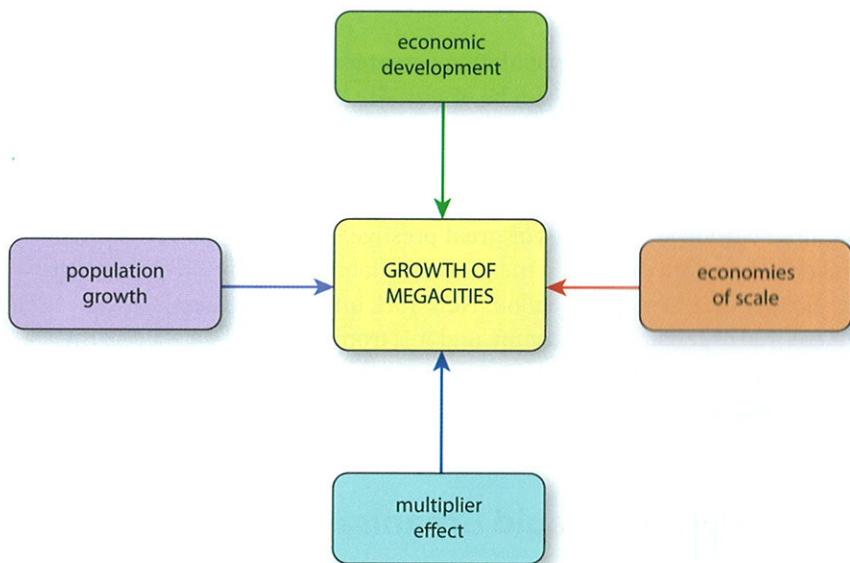 economic
development
population
growth
GROWTH OF
MEGACITIES
economies
of scale
multiplier
effect